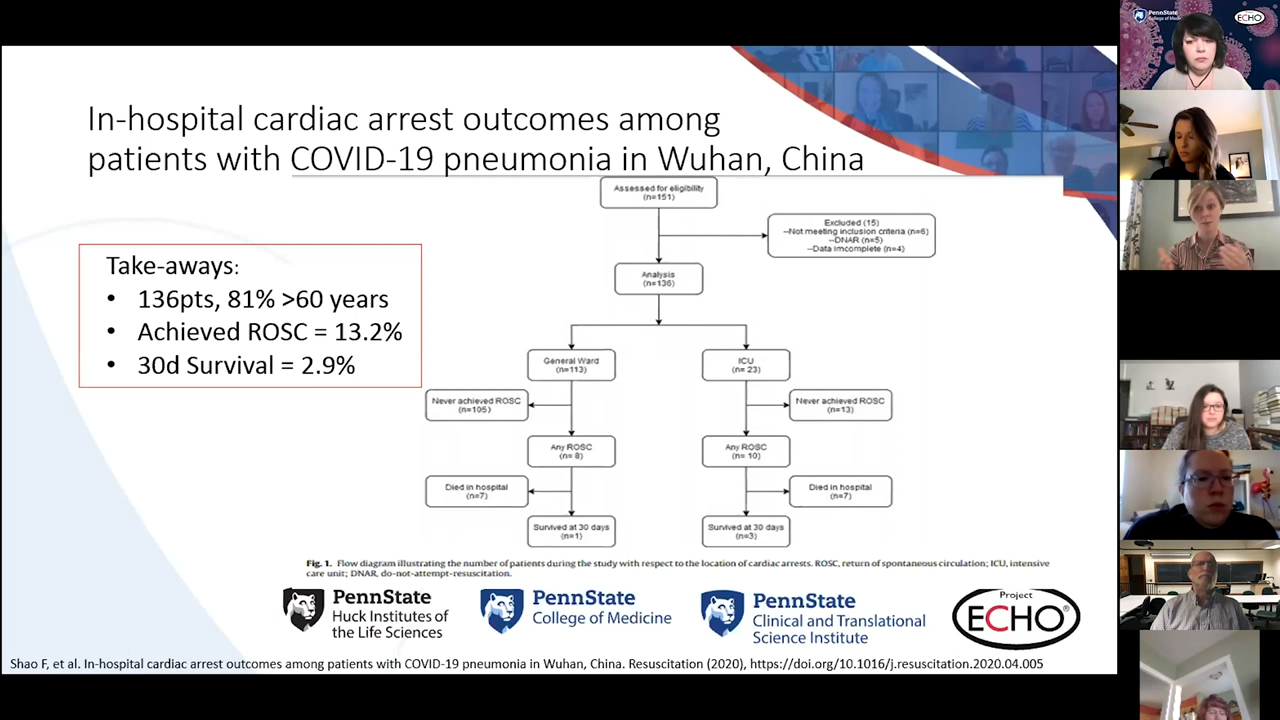 In-hospital cardiac arrest outcomes among
patients with COVID-19 pneumonia in Wuhan, China
Take-aways:
• 136pts, 81% >60 years
• Achieved ROSC = 13.2%
• 30d Survival = 2.9%
Assessed for eligibility
(n=151)
Excluded (15)
--Not meeting inclusion criteria (n=6)
--DNAR (n=5)
--Data imcomplete (n=4)
Analysis
(n=136)
General Ward
(n=113)
ICU
(n= 23)
Never achieved ROSC
(n=105)
Never achieved ROSC
(n=13)
Any ROSC
(n= 8)
Any ROSC
(n= 10)
Died in hospital
(n=7)
Died in hospital
(n=7)
Survived at 30 days
(n=1)
Survived at 30 days
(n=3)
Fig. 1. Flow diagram illustrating the number of patients during the study with respect to the location of cardiac arrests. ROSC, return of spontaneous circulation; ICU, intensive
care unit; DNAR, do-not-attempt-resuscitation.
PennState
Huck Institutes of
the Life Sciences
PennState
College of Medicine
PennState
Clinical and Translational
Science Institute
Project
ECHO®
Shao F, et al. In-hospital cardiac arrest outcomes among patients with COVID-19 pneumonia in Wuhan, China. Resuscitation (2020), https://doi.org/10.1016/j.resuscitation.2020.04.005
PennState
College of Medicine
ECHO